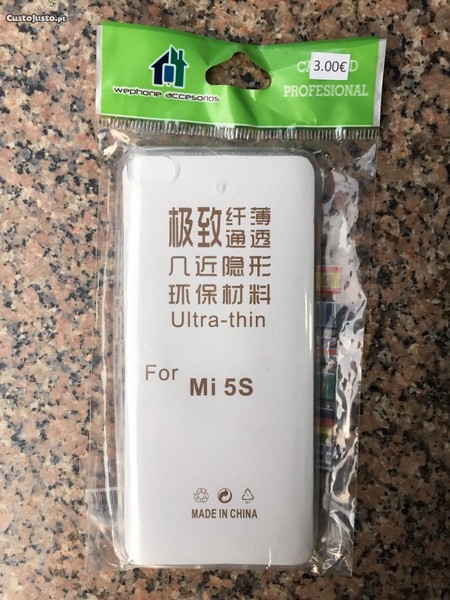 CustoJusto.pt
wephone accesorios
3.00€
PROFESIONAL
极致纤薄
通透
几近隐形
环保材料
Ultra-thin
For Mi 5S
MADE IN CHINA